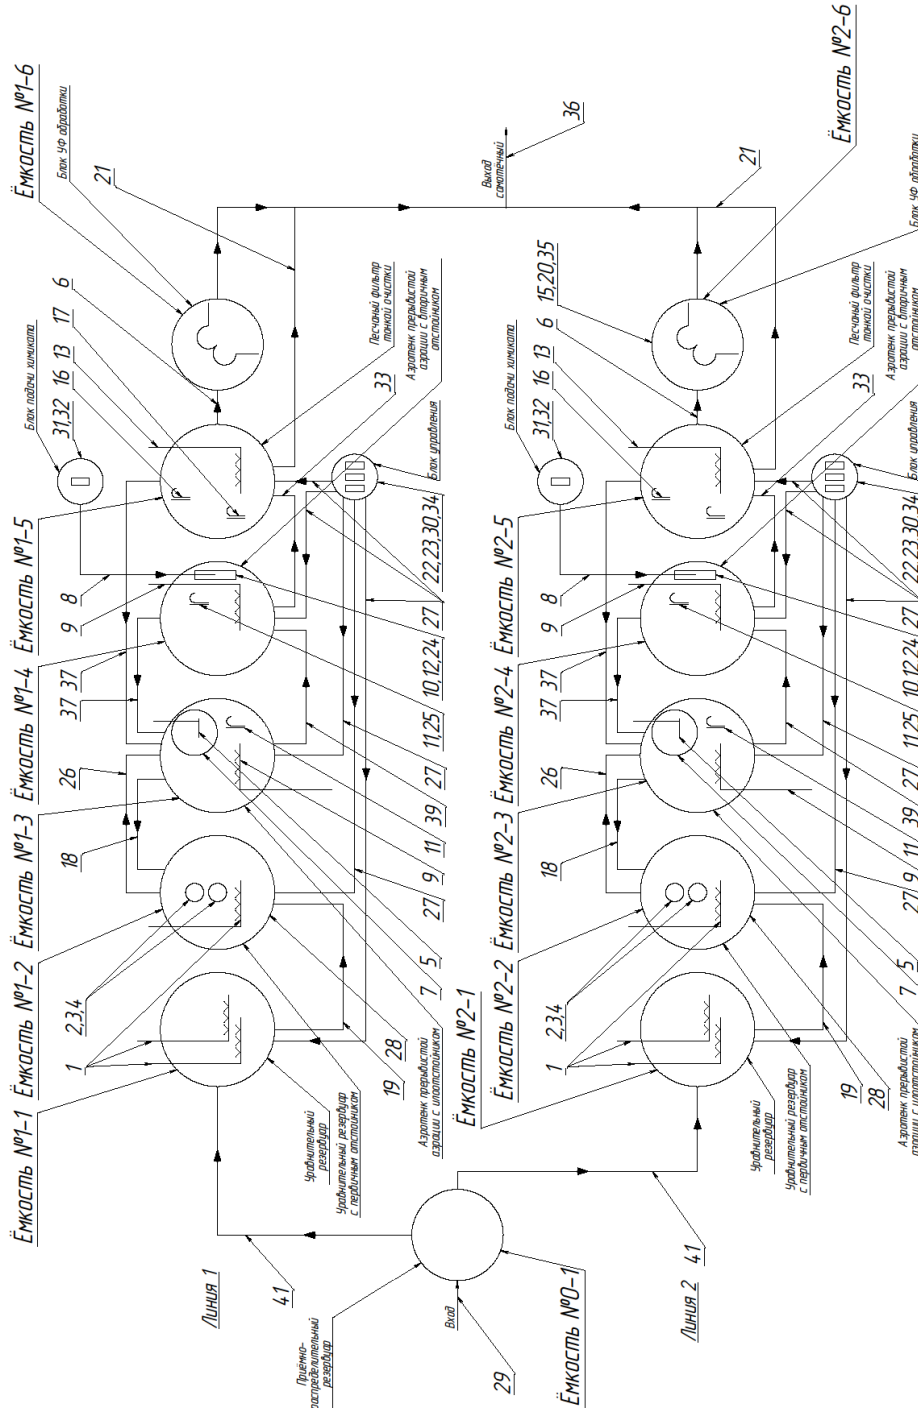 Ёмкость №1-6
Блок УФ обработки
21
6
17
13
16
Блок подачи химиката
31,32
Песчаный фильтр
тонкой очистки
Аэротенк прерывистой
аэрации с вторичным
отстойником
33
Блок управления
22,23,30,34
Ёмкость №1-5
8
9
27
10,12,24
Ёмкость №1-4
37
37
11,25
27
Ёмкость №1-3
26
18
39
11
9
27
Ёмкость №1-2
2,3,4
1
5
7
Аэротенк прерывистой
аэрации с илоотстойником
28
19
Ёмкость №1-1
Уравнительный
резервуар
Уравнительный резервуар
с первичным отстойником
Линия 1
41
Приёмно-
распределительный
резервуар
Вход
29
Ёмкость №0-1
Выход
самотечный
36
Ёмкость №2-6
Блок УФ обработки
21
15,20,35
6
13
16
Блок подачи химиката
31,32
Песчаный фильтр
тонкой очистки
Аэротенк прерывистой
аэрации с вторичным
отстойником
33
Блок управления
22,23,30,34
Ёмкость №2-5
8
9
27
10,12,24
Ёмкость №2-4
37
37
11,25
27
Ёмкость №2-3
26
18
39
11
9
27
Ёмкость №2-2
2,3,4
1
5
7
Аэротенк прерывистой
аэрации с илоотстойником
28
19
Ёмкость №2-1
Уравнительный
резервуар
Уравнительный резервуар
с первичным отстойником
Линия 2
41